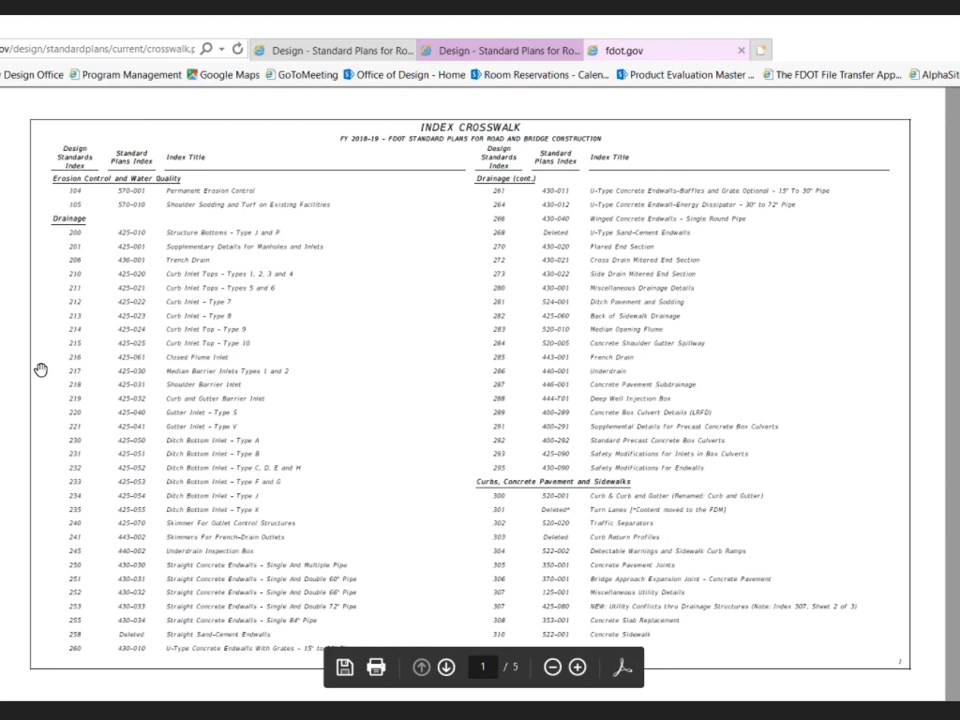 ov/design/standardplans/current/crosswalk.p
Design - Standard Plans for Ro...
Design - Standard Plans for Ro...
fdot.gov
Design Office
Program Management
Google Maps
GoToMeeting
Office of Design - Home
Room Reservations - Calen...
Product Evaluation Master ...
The FDOT File Transfer App...
AlphaSit
INDEX CROSSWALK
FY 2018-19 - FDOT STANDARD PLANS FOR ROAD AND BRIDGE CONSTRUCTION
Design Standards Index Standard Plans Index Index Title
Erosion Control and Water Quality
104 570-001 Permanent Erosion Control
105 570-010 Shoulder Sodding and Turf on Existing Facilities
Drainage
200 425-010 Structure Bottoms - Type J and P
201 425-001 Supplementary Details for Manholes and Inlets
206 436-001 Trench Drain
210 425-020 Curb Inlet Tops - Types 1, 2, 3 and 4
211 425-021 Curb Inlet Tops - Types 5 and 6
212 425-022 Curb Inlet - Type 7
213 425-023 Curb Inlet - Type 8
214 425-024 Curb Inlet Top - Type 9
215 425-025 Curb Inlet Top - Type 10
216 425-061 Closed Flume Inlet
217 425-030 Median Barrier Inlets Types 1 and 2
218 425-031 Shoulder Barrier Inlet
219 425-032 Curb and Gutter Barrier Inlet
220 425-040 Gutter Inlet - Type S
221 425-041 Gutter Inlet - Type V
230 425-050 Ditch Bottom Inlet - Type A
231 425-051 Ditch Bottom Inlet - Type B
232 425-052 Ditch Bottom Inlet - Type C, D, E and H
233 425-053 Ditch Bottom Inlet - Type F and G
234 425-054 Ditch Bottom Inlet - Type J
235 425-055 Ditch Bottom Inlet - Type K
240 425-070 Skimmer For Outlet Control Structures
241 443-002 Skimmers For French-Drain Outlets
245 440-002 Underdrain Inspection Box
250 430-030 Straight Concrete Endwalls - Single And Multiple Pipe
251 430-031 Straight Concrete Endwalls - Single And Double 60" Pipe
252 430-032 Straight Concrete Endwalls - Single And Double 66" Pipe
253 430-033 Straight Concrete Endwalls - Single And Double 72" Pipe
255 430-034 Straight Concrete Endwalls - Single 84" Pipe
258 Deleted Straight Sand-Cement Endwalls
260 430-010 U-Type Concrete Endwalls With Grates - 15" to
Design Standards Index Standard Plans Index Index Title
Drainage (cont.)
261 430-011 U-Type Concrete Endwalls-Baffles and Grate Optional - 15" To 30" Pipe
264 430-012 U-Type Concrete Endwall-Energy Dissipator - 30" to 72" Pipe
266 430-040 Winged Concrete Endwalls - Single Round Pipe
268 Deleted U-Type Sand-Cement Endwalls
270 430-020 Flared End Section
272 430-021 Cross Drain Mitered End Section
273 430-022 Side Drain Mitered End Section
280 430-001 Miscellaneous Drainage Details
281 524-001 Ditch Pavement and Sodding
282 425-060 Back of Sidewalk Drainage
283 520-010 Median Opening Flume
284 520-005 Concrete Shoulder Gutter Spillway
285 443-001 French Drain
286 440-001 Underdrain
287 446-001 Concrete Pavement Subdrainage
288 444-T01 Deep Well Injection Box
289 400-289 Concrete Box Culvert Details (LRFD)
291 400-291 Supplemental Details for Precast Concrete Box Culverts
292 400-292 Standard Precast Concrete Box Culverts
293 425-090 Safety Modifications for Inlets in Box Culverts
295 430-090 Safety Modifications for Endwalls
Curbs, Concrete Pavement and Sidewalks
300 520-001 Curb & Curb and Gutter (Renamed: Curb and Gutter)
301 Deleted* Turn Lanes [*Content moved to the FDM]
302 520-020 Traffic Separators
303 Deleted Curb Return Profiles
304 522-002 Detectable Warnings and Sidewalk Curb Ramps
305 350-001 Concrete Pavement Joints
306 370-001 Bridge Approach Expansion Joint - Concrete Pavement
307 125-001 Miscellaneous Utility Details
307 425-080 NEW: Utility Conflicts thru Drainage Structures (Note: Index 307, Sheet 2 of 3)
308 353-001 Concrete Slab Replacement
310 522-001 Concrete Sidewalk
1
1 / 5